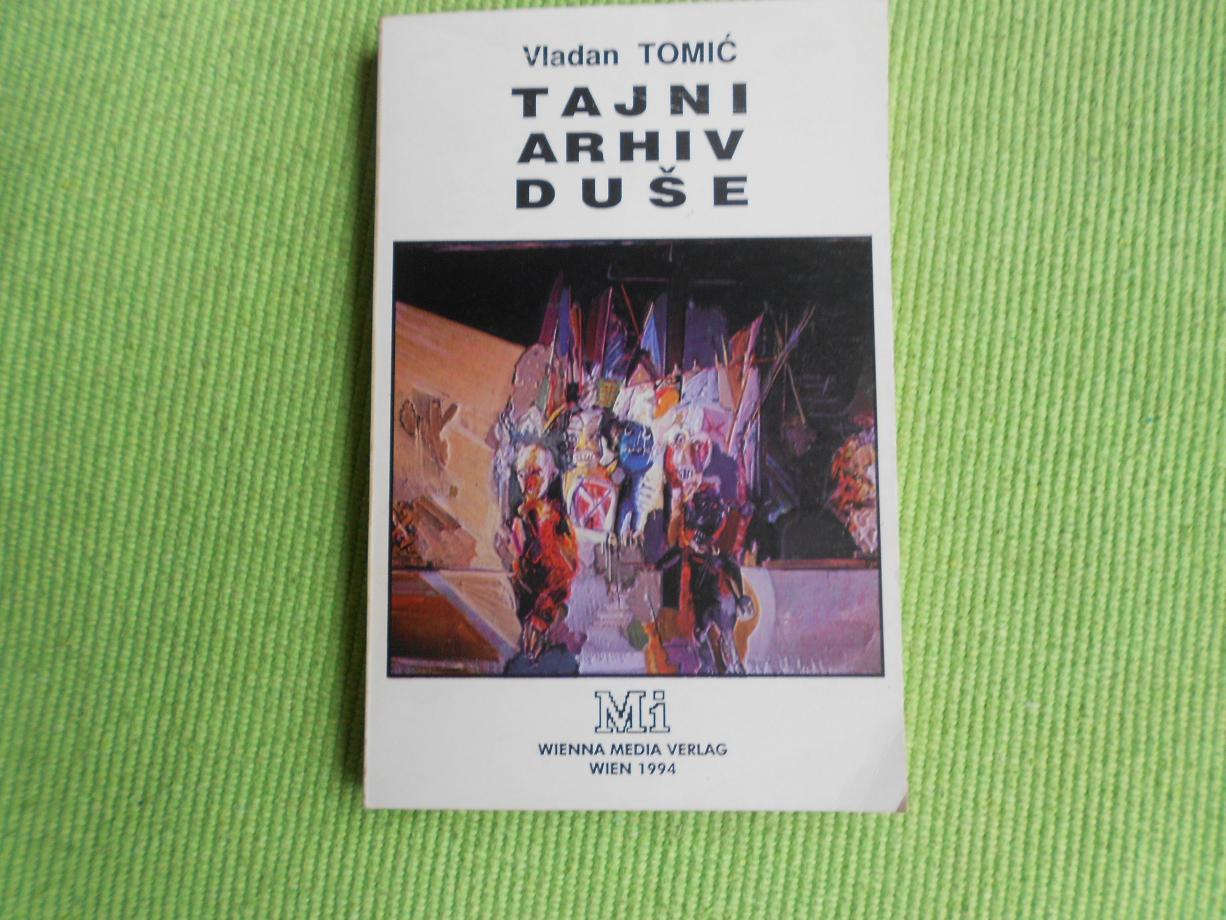 Vladan TOMIĆ
TAJNI
ARHIV
DUŠE
Mi
WIENNA MEDIA VERLAG
WIEN 1994